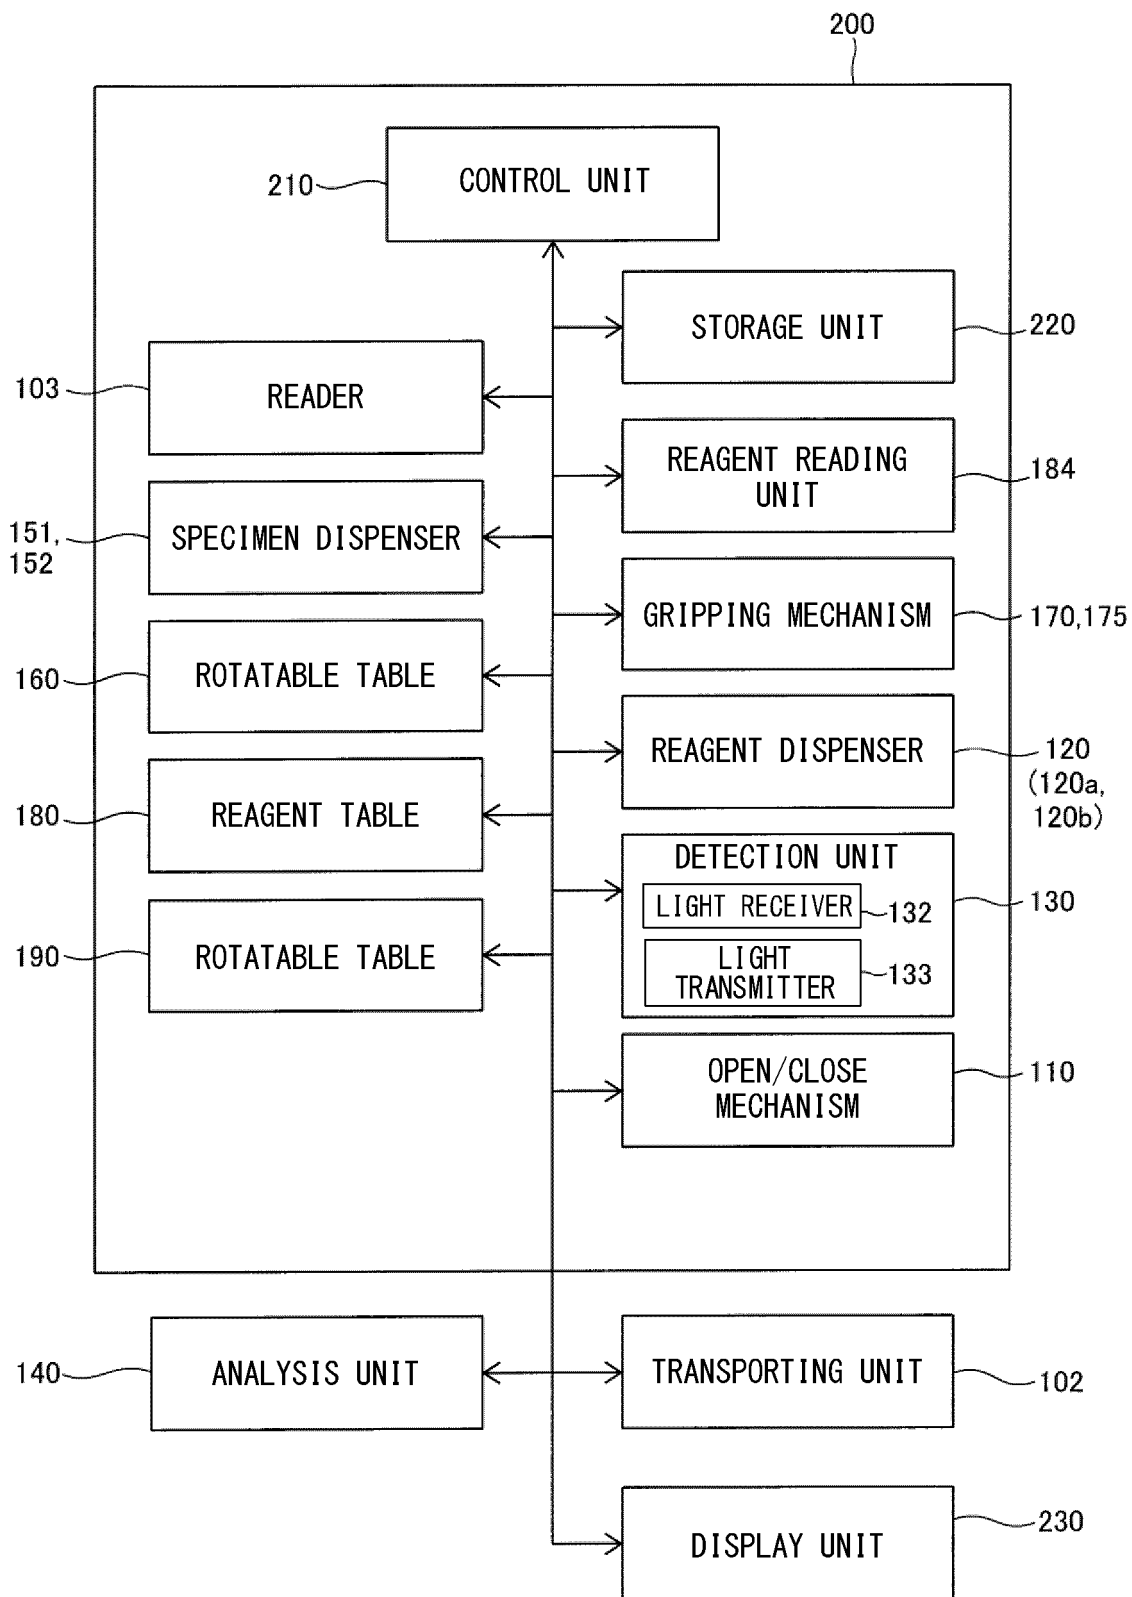 200
210
CONTROL UNIT
STORAGE UNIT
220
103
READER
REAGENT READING
UNIT
184
151,
152
SPECIMEN DISPENSER
GRIPPING MECHANISM
170,175
160
ROTATABLE TABLE
REAGENT DISPENSER
120
(120a,
120b)
180
REAGENT TABLE
DETECTION UNIT
130
LIGHT RECEIVER
132
LIGHT
TRANSMITTER
133
190
ROTATABLE TABLE
OPEN/CLOSE
MECHANISM
110
140
ANALYSIS UNIT
TRANSPORTING UNIT
102
DISPLAY UNIT
230